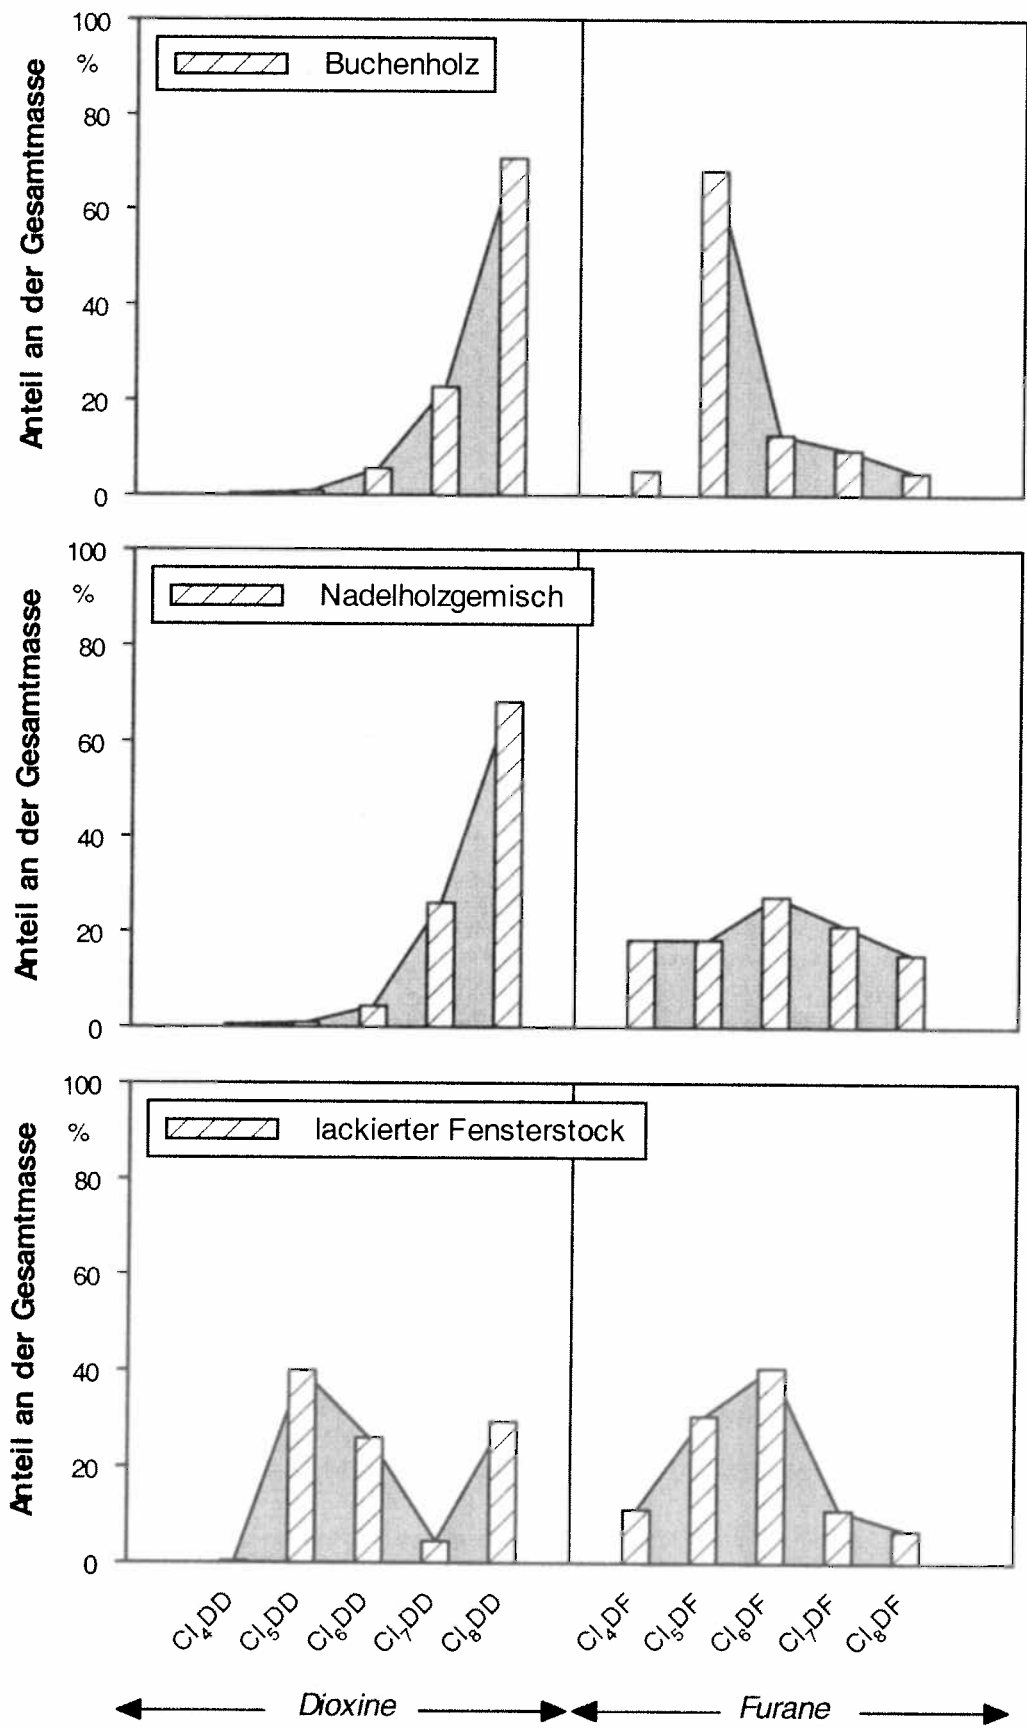 Anteil an der Gesamtmasse
100
%
80
60
40
20
0
Buchenholz
Anteil an der Gesamtmasse
100
%
80
60
40
20
0
Nadelholzgemisch
Anteil an der Gesamtmasse
100
%
80
60
40
20
0
lackierter Fensterstock
Cl₄DD Cl₅DD Cl₆DD Cl₇DD Cl₈DD Cl₄DF Cl₅DF Cl₆DF Cl₇DF Cl₈DF
Dioxine Furane